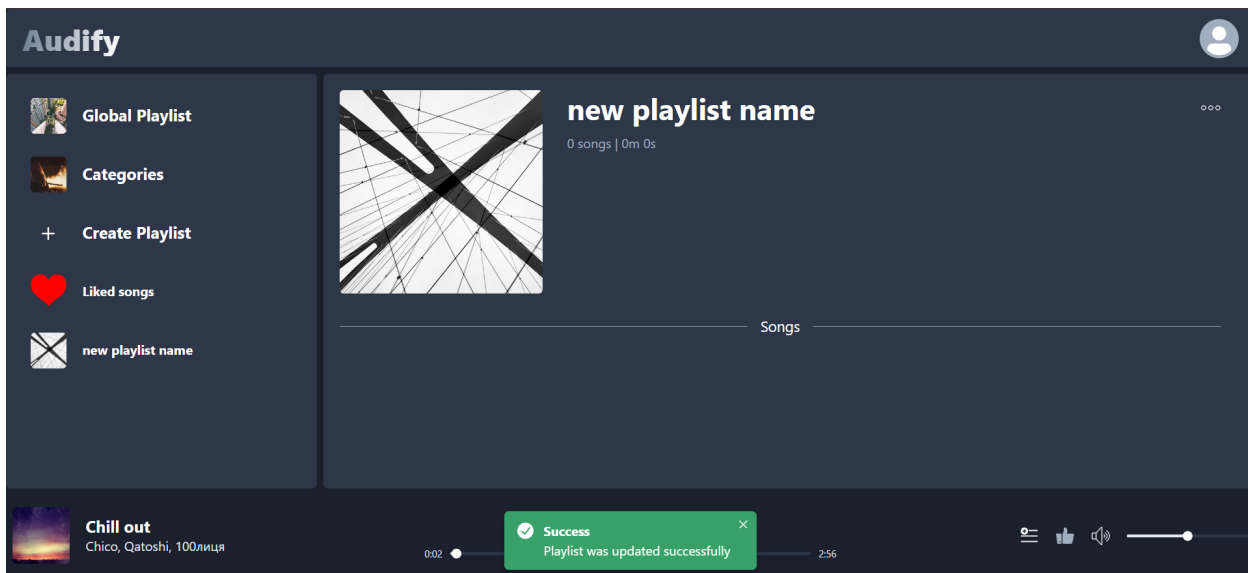 Audify
Global Playlist
Categories
Create Playlist
Liked songs
new playlist name
new playlist name
0 songs | 0m 0s
Songs
Chill out
Chico, Qatoshi, 100лиця
0:02
Success
Playlist was updated successfully
2:56